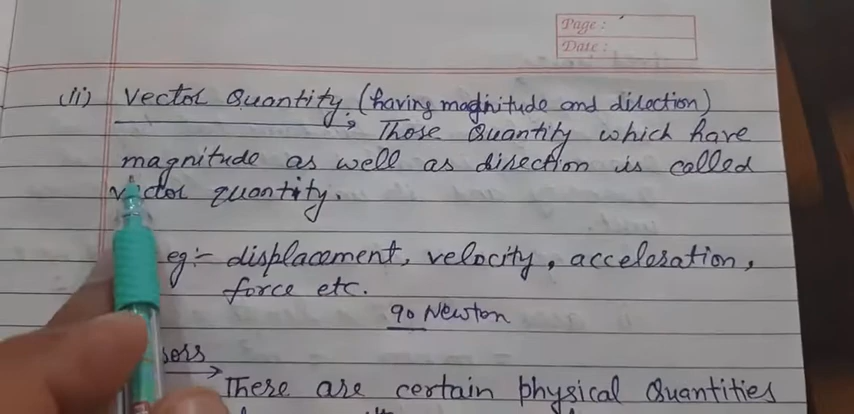 Page :
Date :
(ii) Vector Quantity. (having magnitude and direction)
→ Those Quantity which have
magnitude as well as direction is called
vector quantity.
eg:- displacement, velocity, acceleration,
force etc.
90 Newton
There are certain physical Quantities